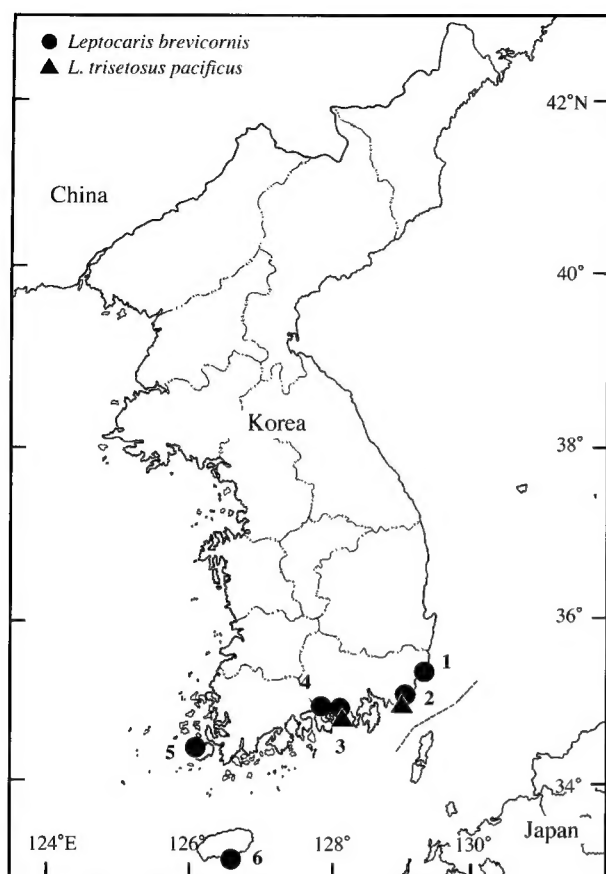 ● Leptocaris brevicornis
▲ L. trisetosus pacificus
42°N
China
40°
Korea
38°
36°
1
2
4
3
5
34°
124°E
126°
128°
130°
Japan
6